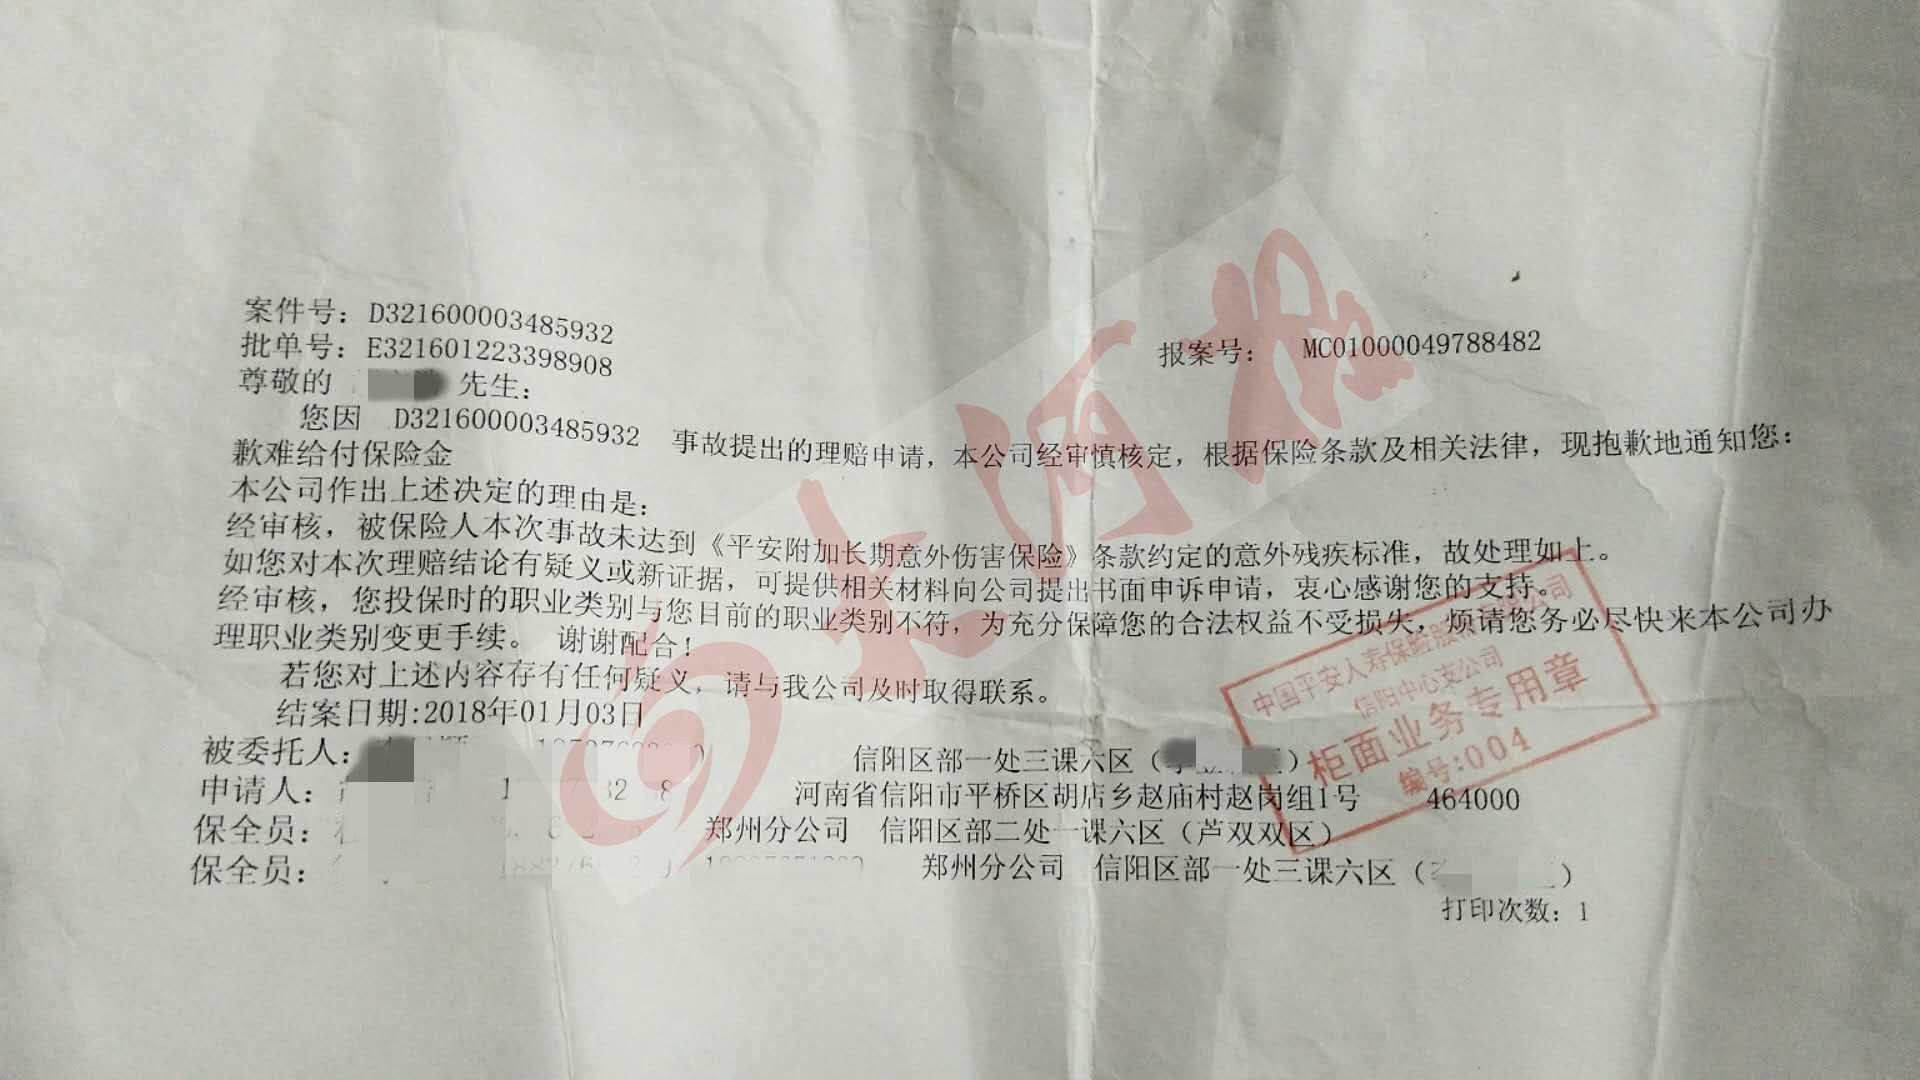 案件号：D321600003485932
批单号：E321601223398908
报案号： MC01000049788482
尊敬的 先生：
您因 D321600003485932 事故提出的理赔申请，本公司经审慎核定，根据保险条款及相关法律，现抱歉地通知您：
歉难给付保险金
本公司作出上述决定的理由是：
经审核，被保险人本次事故未达到《平安附加长期意外伤害保险》条款约定的意外残疾标准，故处理如上。
如您对本次理赔结论有疑义或新证据，可提供相关材料向公司提出书面申诉申请，衷心感谢您的支持。
经审核，您投保时的职业类别与您目前的职业类别不符，为充分保障您的合法权益不受损失，烦请您务必尽快来本公司办
理职业类别变更手续。 谢谢配合！
若您对上述内容存有任何疑义，请与我公司及时取得联系。
结案日期:2018年01月03日
被委托人： 信阳区部一处三课六区（ ）
申请人： 河南省信阳市平桥区胡店乡赵庙村赵岗组1号 464000
保全员： 郑州分公司 信阳区部二处一课六区（芦双双区）
保全员： 郑州分公司 信阳区部一处三课六区（ ）
打印次数：1
中国平安人寿保险股份有限公司
信阳中心支公司
柜面业务专用章
编号:004
大河报